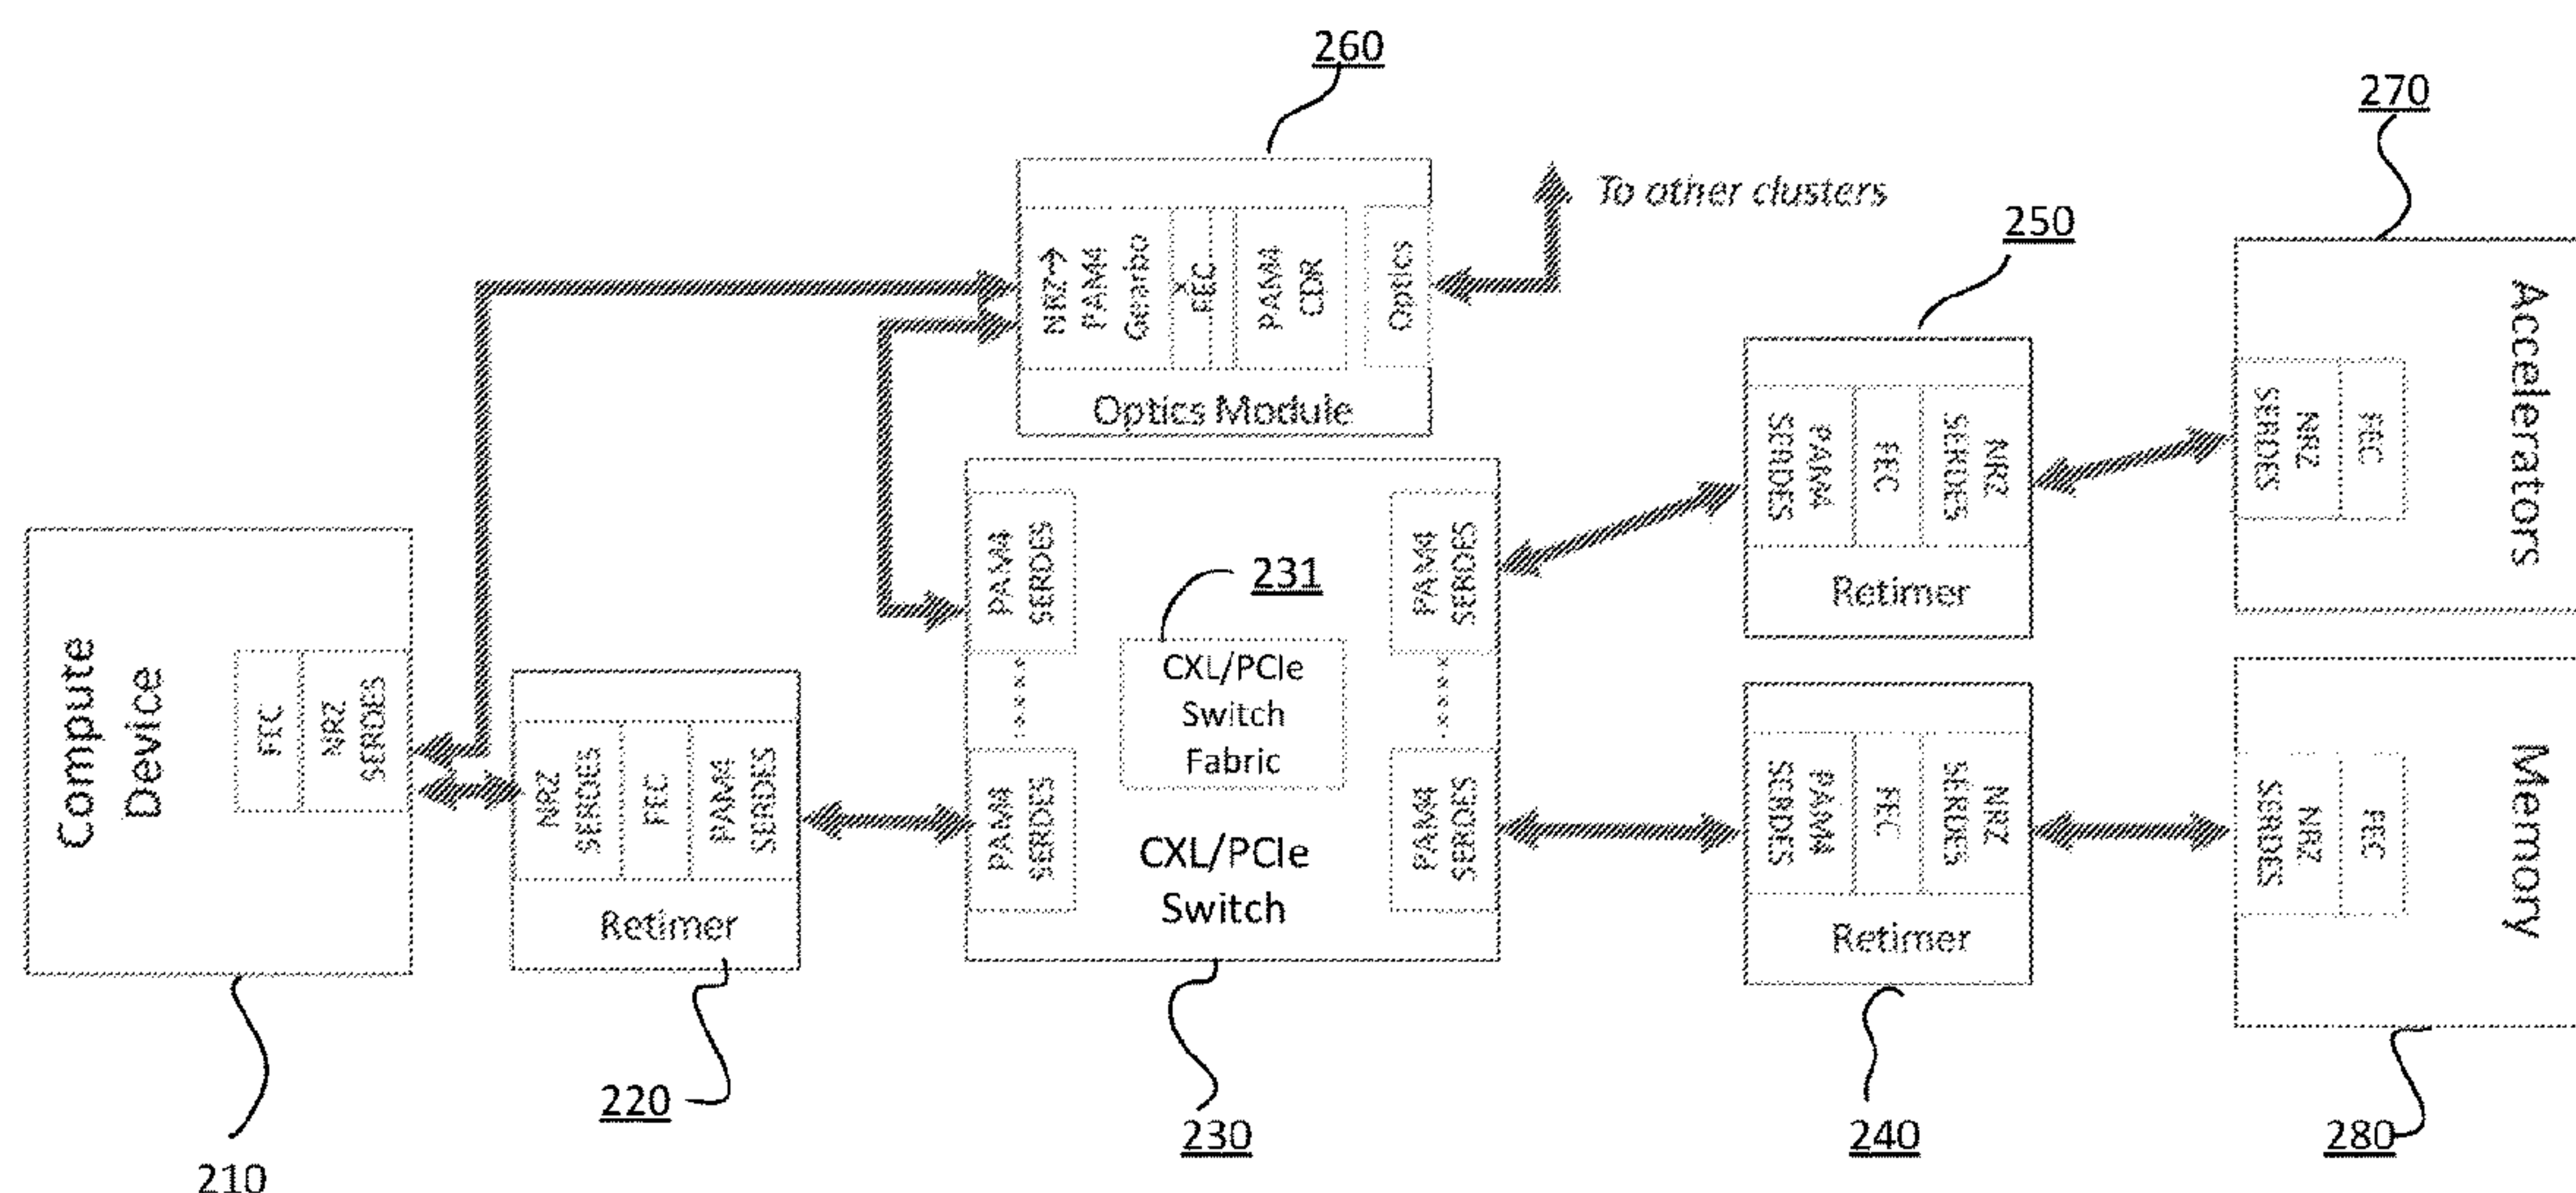 260
270
To other clusters
250
NRZ→
PAM4
Gearbo
x
FEC
PAM4
CDR
Optics
Optics Module
PAM4
SERDES
FEC
NRZ
SERDES
Retimer
NRZ
SERDES
FEC
Accelerators
Compute
Device
FEC
NRZ
SERDES
NRZ
SERDES
FEC
PAM4
SERDES
Retimer
220
210
PAM4
SERDES
PAM4
SERDES
231
CXL/PCIe
Switch
Fabric
CXL/PCIe
Switch
PAM4
SERDES
PAM4
SERDES
230
PAM4
SERDES
FEC
NRZ
SERDES
Retimer
240
NRZ
SERDES
FEC
Memory
280